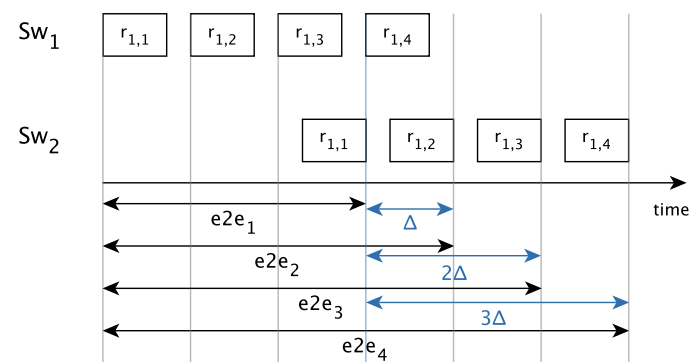 Sw1 r1,1 r1,2 r1,3 r1,4
Sw2 r1,1 r1,2 r1,3 r1,4
time
e2e1 Δ
e2e2 2Δ
e2e3 3Δ
e2e4